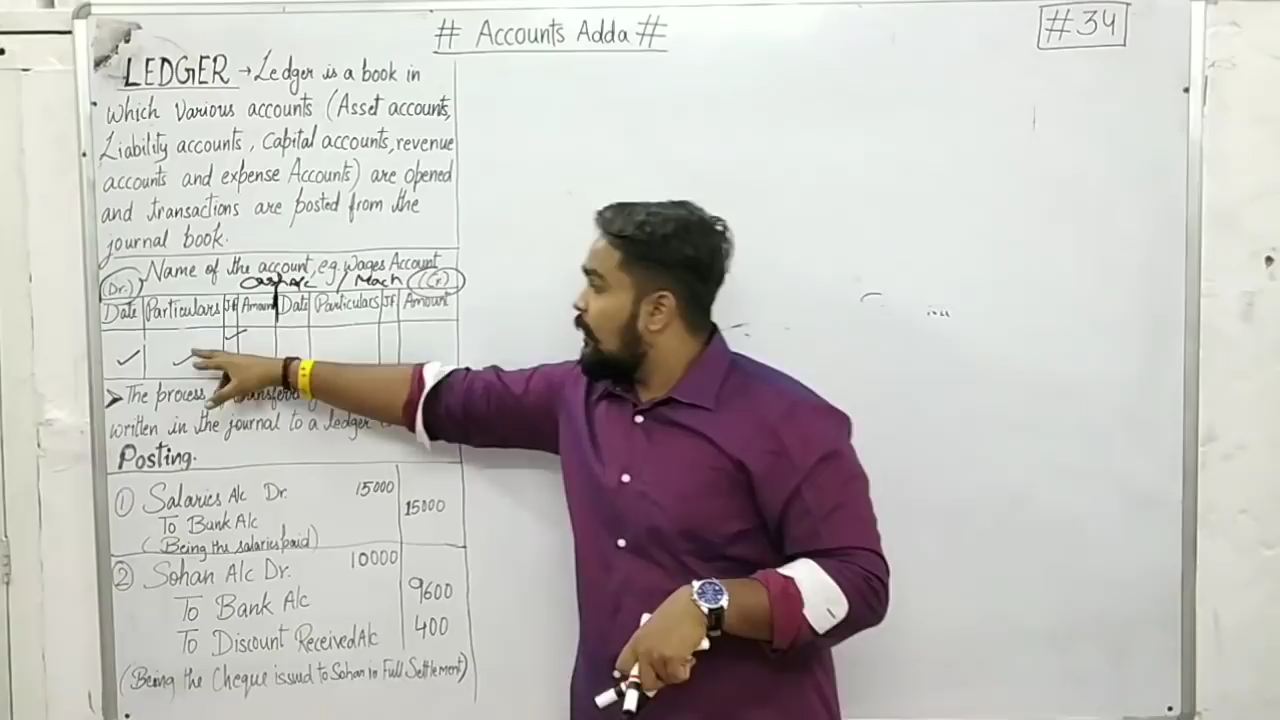 # Accounts Adda #
#34
LEDGER → Ledger is a book in
which various accounts (Asset accounts,
Liability accounts, Capital accounts, revenue
accounts and expense Accounts) are opened
and transactions are posted from the
journal book.
Name of the account, eg. Wages Account
(Dr.) Cash A/c / Mach (Cr.)
Date Particulars JF Amount Date Particulars JF Amount
➤ The process
written in the journal to a ledger
Posting.
① Salaries A/c Dr. 15000
To Bank A/c 15000
(Being the salaries paid)
② Sohan A/c Dr. 10000
To Bank A/c 9600
To Discount Received A/c 400
(Being the Cheque issued to Sohan in Full Settlement)